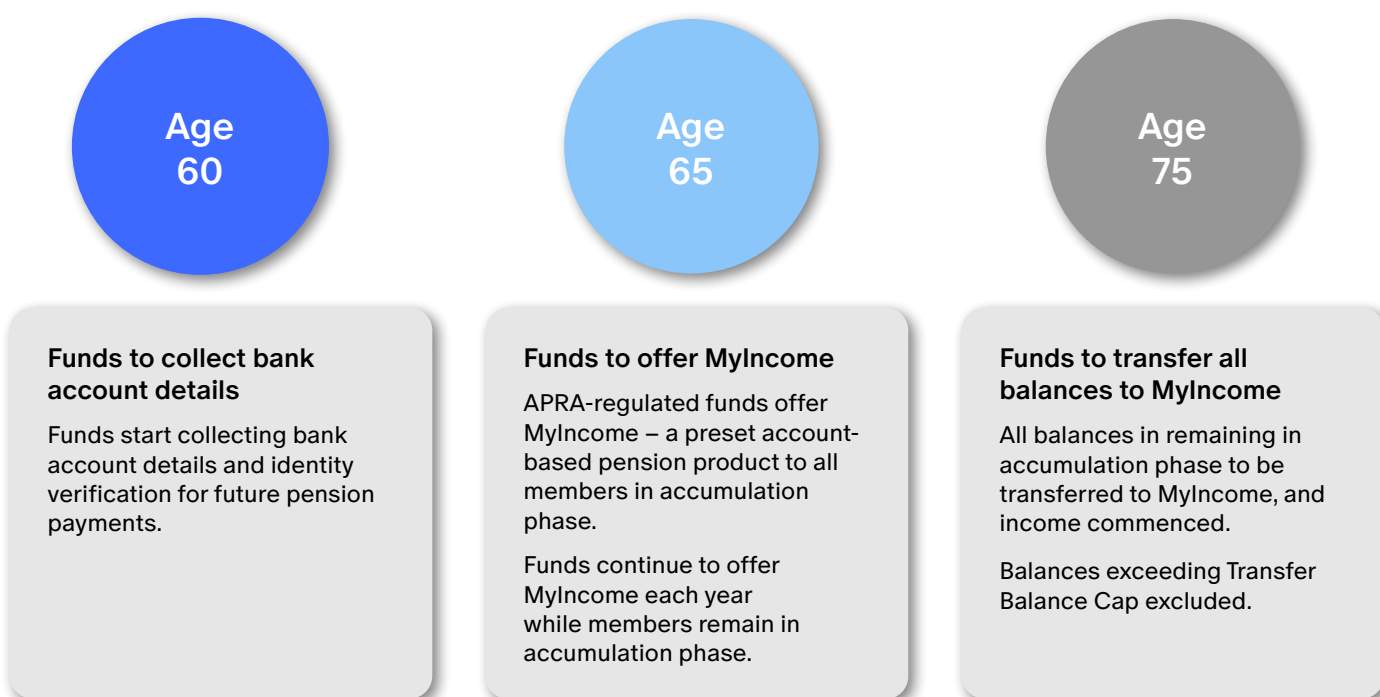 Age
60
Age
65
Age
75
Funds to collect bank
account details
Funds start collecting bank
account details and identity
verification for future pension
payments.
Funds to offer MyIncome
APRA-regulated funds offer
MyIncome – a preset account-
based pension product to all
members in accumulation
phase.
Funds continue to offer
MyIncome each year
while members remain in
accumulation phase.
Funds to transfer all
balances to MyIncome
All balances in remaining in
accumulation phase to be
transferred to MyIncome, and
income commenced.
Balances exceeding Transfer
Balance Cap excluded.